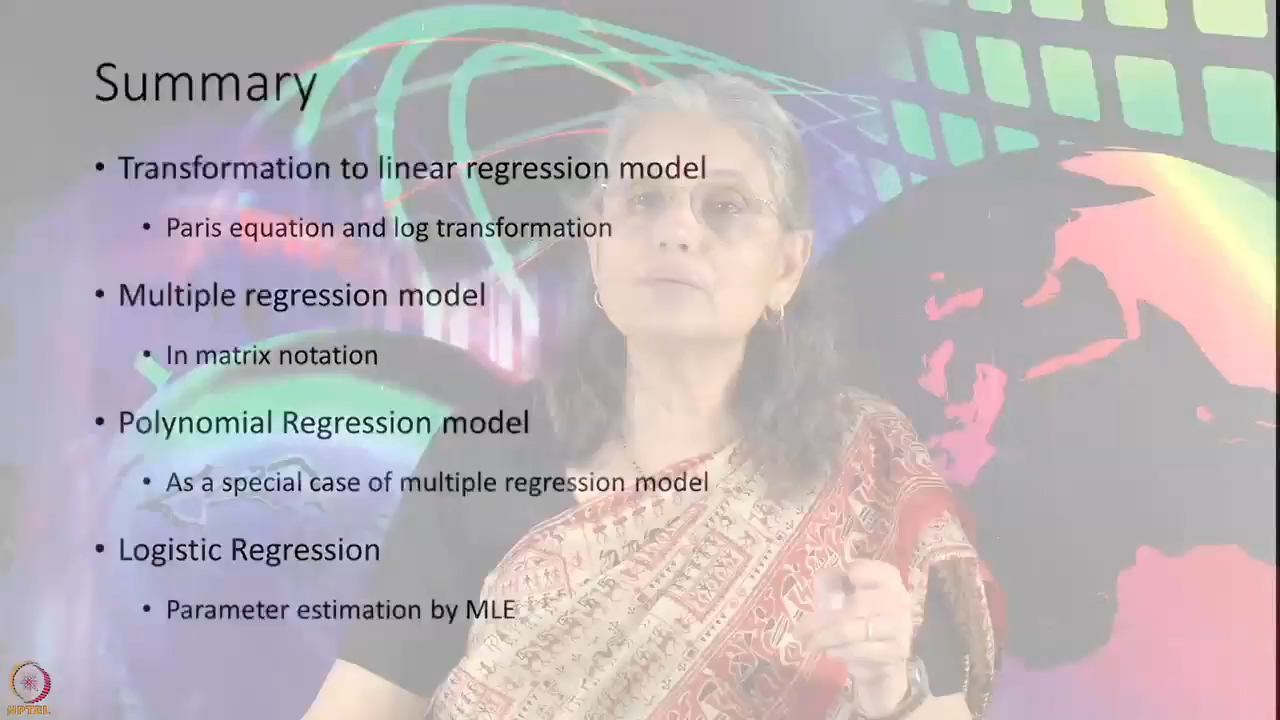 Summary
• Transformation to linear regression model
• Paris equation and log transformation
• Multiple regression model
• In matrix notation
• Polynomial Regression model
• As a special case of multiple regression model
• Logistic Regression
• Parameter estimation by MLE
NPTEL